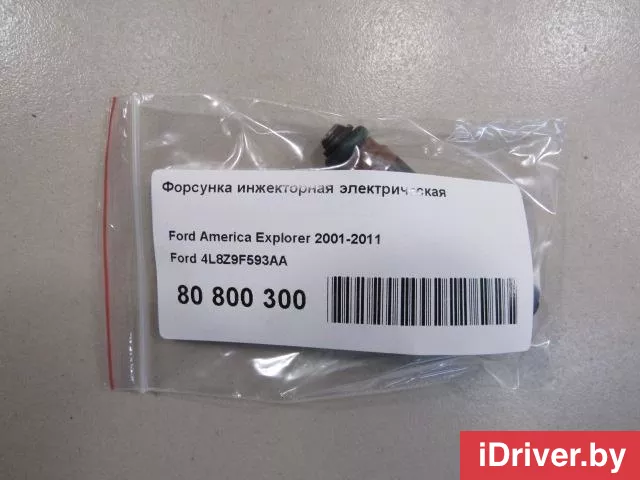 Форсунка инжекторная электрическая
Ford America Explorer 2001-2011
Ford 4L8Z9F593AA
80 800 300
iDriver.by